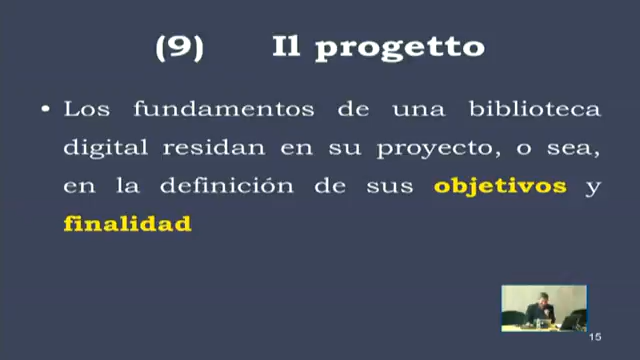 (9) Il progetto
• Los fundamentos de una biblioteca
digital residan en su proyecto, o sea,
en la definición de sus objetivos y
finalidad
15